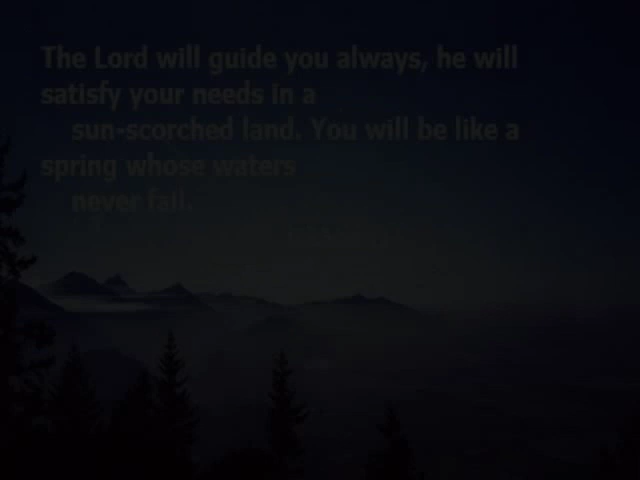 The Lord will guide you always, he will
satisfy your needs in a
sun-scorched land. You will be like a
spring whose waters
never fail.